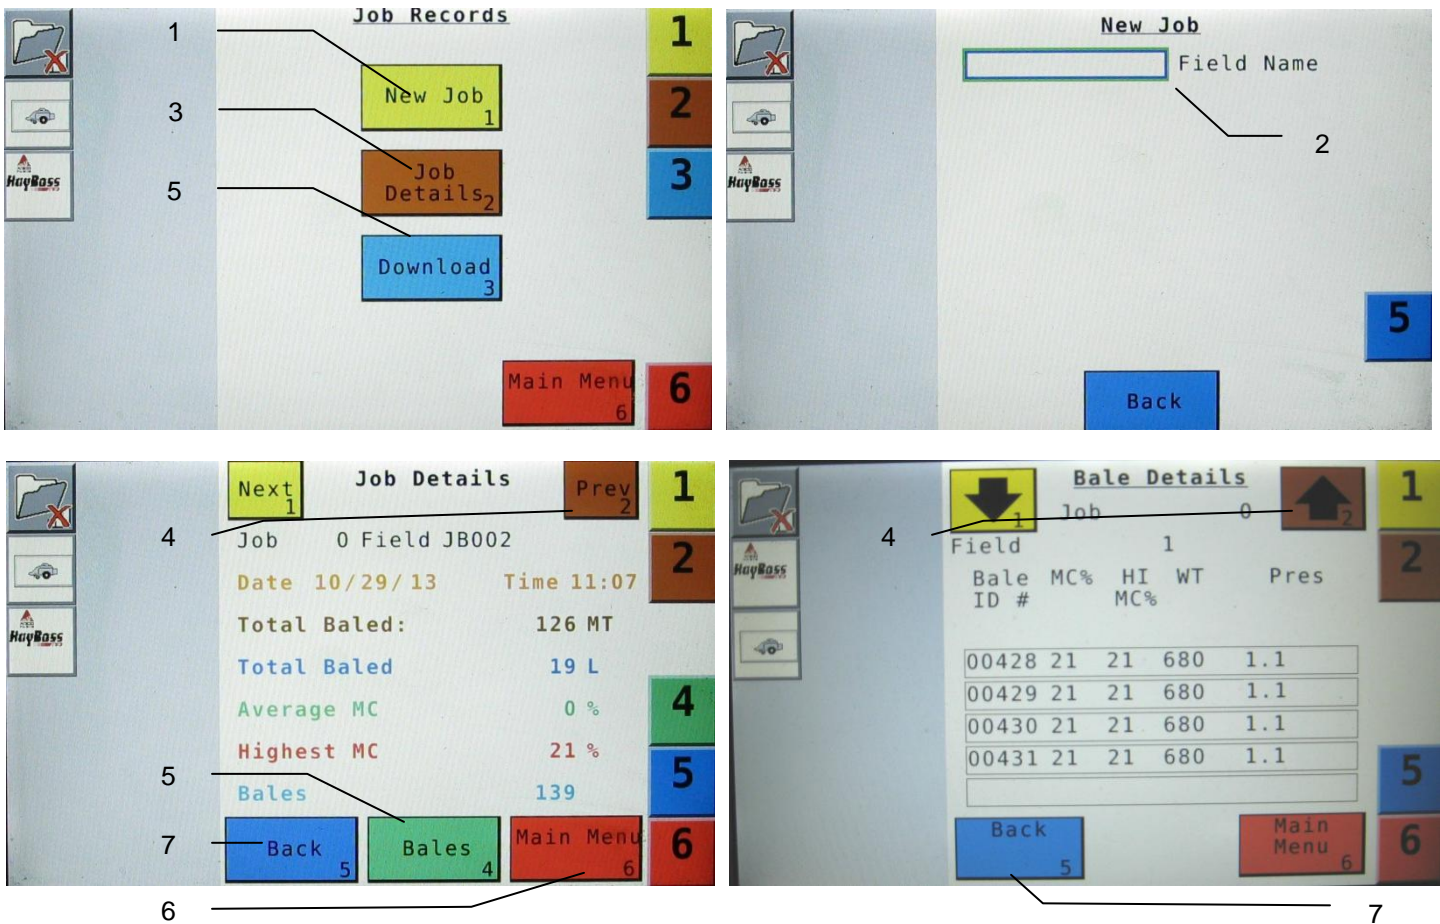 Job Records
1
New Job
1
1
3
2
Job
Details
2
5
3
Download
3
HayBoss
Main Menu
6
6
New Job
Field Name
2
HayBoss
5
Back
Next
1
Job Details
Prev
2
1
4
Job 0 Field JB002
2
Date 10/29/13 Time 11:07
Total Baled: 126 MT
HayBoss
Total Baled 19 L
Average MC 0 %
4
Highest MC 21 %
5
Bales 139
5
7
Back
5
Bales
4
Main Menu
6
6
6
1
Bale Details
2
1
4
Job 0
Field 1
2
HayBoss
Bale MC% HI WT Pres
ID # MC%
00428 21 21 680 1.1
00429 21 21 680 1.1
00430 21 21 680 1.1
00431 21 21 680 1.1
5
Back
5
Main
Menu
6
6
7